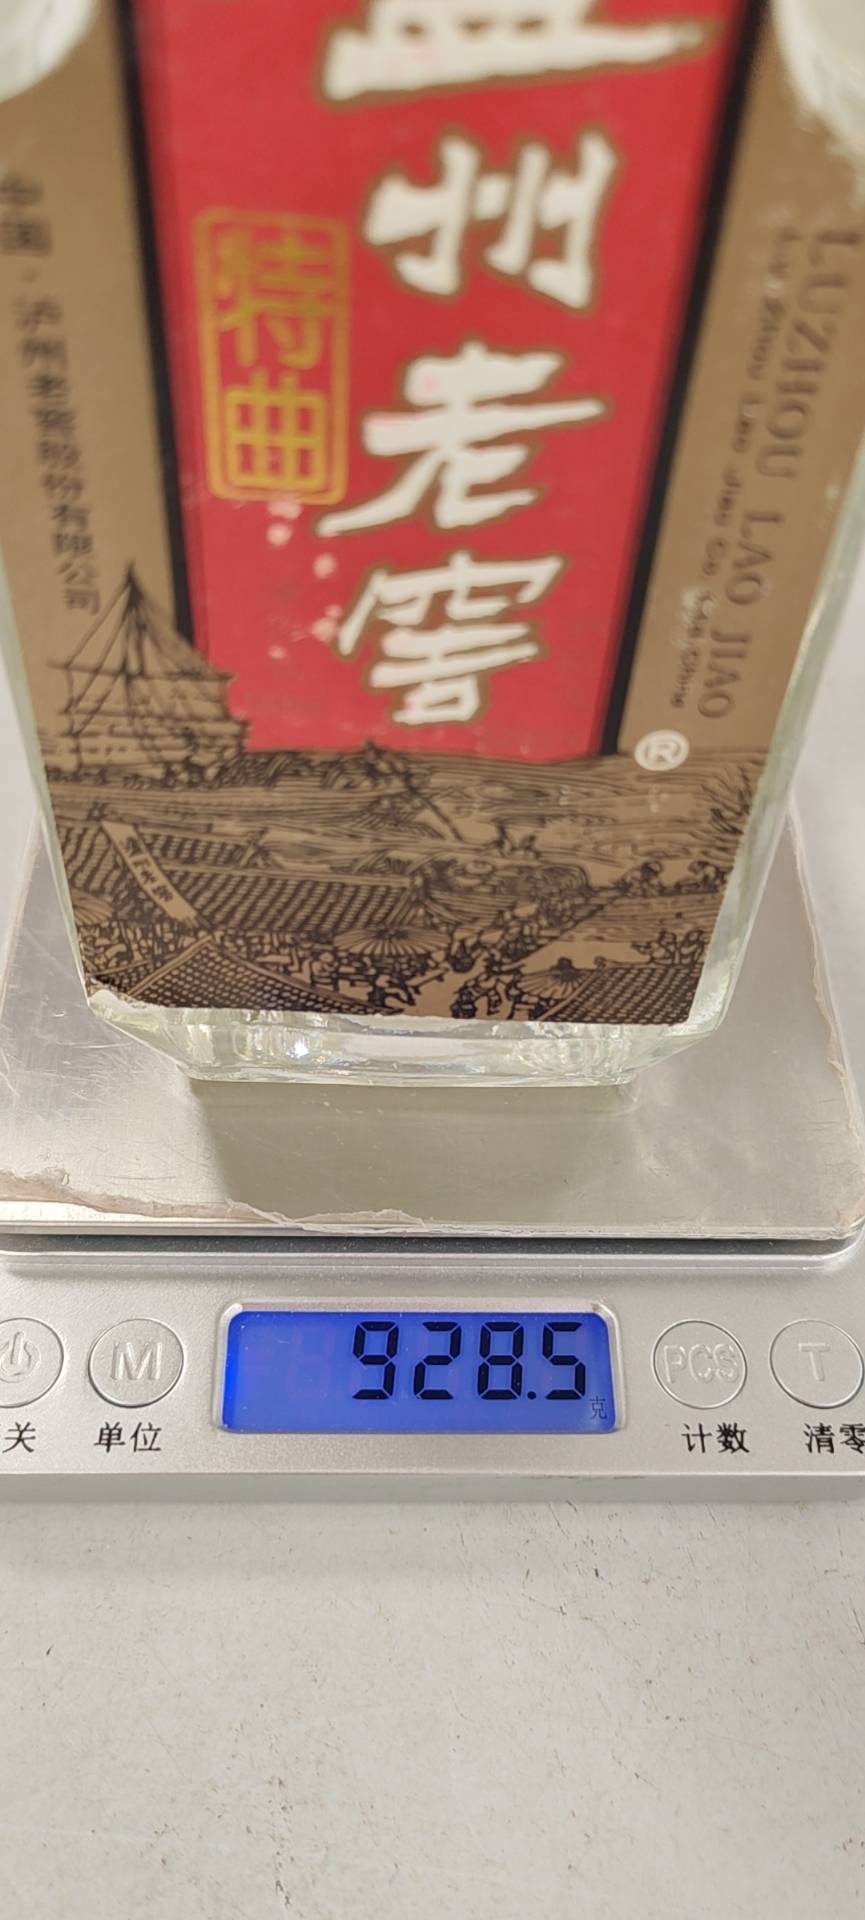 州老窖
特曲
中国·泸州老窖股份有限公司
LUZHOU LAO JIAO
®
928.5
克
M
PCS
T
关
单位
计数
清零